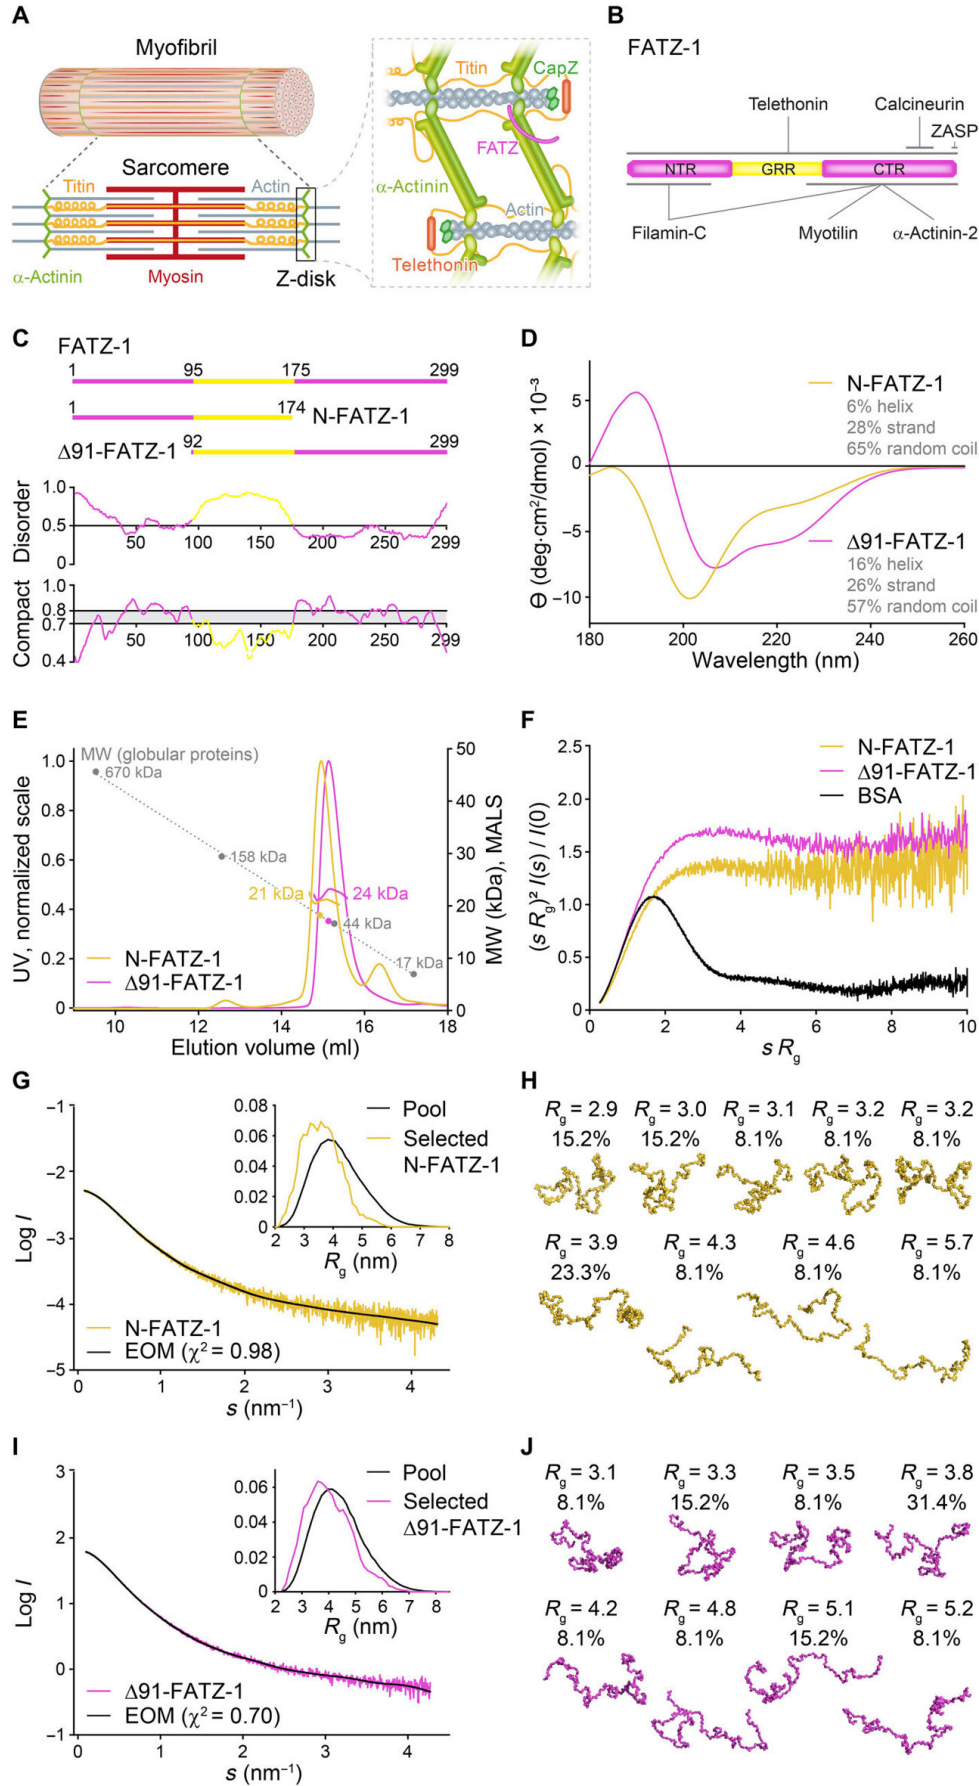 A
Myofibril
Sarcomere
Titin
Actin
α-Actinin
Myosin
Z-disk
Titin
CapZ
FATZ
α-Actinin
Actin
Telethonin
B
FATZ-1
Telethonin
Calcineurin
ZASP
NTR
GRR
CTR
Filamin-C
Myotilin
α-Actinin-2
C
FATZ-1
1 95 175 299
1 174 N-FATZ-1
Δ91-FATZ-1 92 299
Disorder
1.0
0.5
0
50 100 150 200 250 299
Compact
1.0
0.8
0.7
0.4
50 100 150 200 250 299
D
Θ (deg·cm²/dmol) × 10⁻³
5
0
−5
−10
180 200 220 240 260
Wavelength (nm)
N-FATZ-1
6% helix
28% strand
65% random coil
Δ91-FATZ-1
16% helix
26% strand
57% random coil
E
UV, normalized scale
1.0
0.8
0.6
0.4
0.2
0
MW (globular proteins)
670 kDa
158 kDa
21 kDa
24 kDa
44 kDa
17 kDa
N-FATZ-1
Δ91-FATZ-1
50
40
30
20
10
0
MW (kDa), MALS
10 12 14 16 18
Elution volume (ml)
F
(s Rg)² I(s) / I(0)
2.5
2.0
1.5
1.0
0.5
0
N-FATZ-1
Δ91-FATZ-1
BSA
0 2 4 6 8 10
s Rg
G
Log I
−1
−2
−3
−4
−5
0.08
0.06
0.04
0.02
0
2 3 4 5 6 7 8
Rg (nm)
Pool
Selected
N-FATZ-1
N-FATZ-1
EOM (χ² = 0.98)
0 1 2 3 4
s (nm⁻¹)
H
Rg = 2.9 Rg = 3.0 Rg = 3.1 Rg = 3.2 Rg = 3.2
15.2% 15.2% 8.1% 8.1% 8.1%
Rg = 3.9 Rg = 4.3 Rg = 4.6 Rg = 5.7
23.3% 8.1% 8.1% 8.1%
I
Log I
3
2
1
0
−1
0.06
0.04
0.02
0
2 3 4 5 6 7 8
Rg (nm)
Pool
Selected
Δ91-FATZ-1
Δ91-FATZ-1
EOM (χ² = 0.70)
0 1 2 3 4
s (nm⁻¹)
J
Rg = 3.1 Rg = 3.3 Rg = 3.5 Rg = 3.8
8.1% 15.2% 8.1% 31.4%
Rg = 4.2 Rg = 4.8 Rg = 5.1 Rg = 5.2
8.1% 8.1% 15.2% 8.1%